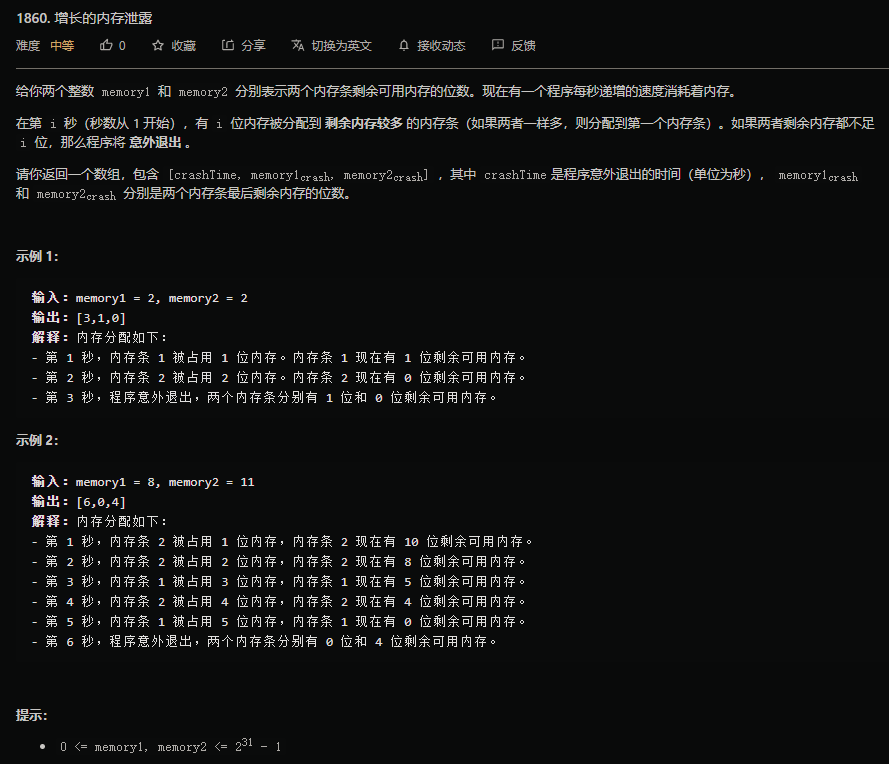 1860. 增长的内存泄露
难度 中等 0 收藏 分享 切换为英文 接收动态 反馈
给你两个整数 memory1 和 memory2 分别表示两个内存条剩余可用内存的位数。现在有一个程序每秒递增的速度消耗着内存。
在第 i 秒（秒数从 1 开始），有 i 位内存被分配到 剩余内存较多 的内存条（如果两者一样多，则分配到第一个内存条）。如果两者剩余内存都不足
i 位，那么程序将 意外退出 。
请你返回一个数组，包含 [crashTime, memory1crash, memory2crash] ，其中 crashTime 是程序意外退出的时间（单位为秒）， memory1crash
和 memory2crash 分别是两个内存条最后剩余内存的位数。
示例 1：
输入：memory1 = 2, memory2 = 2
输出：[3,1,0]
解释：内存分配如下：
- 第 1 秒，内存条 1 被占用 1 位内存。内存条 1 现在有 1 位剩余可用内存。
- 第 2 秒，内存条 2 被占用 2 位内存。内存条 2 现在有 0 位剩余可用内存。
- 第 3 秒，程序意外退出，两个内存条分别有 1 位和 0 位剩余可用内存。
示例 2：
输入：memory1 = 8, memory2 = 11
输出：[6,0,4]
解释：内存分配如下：
- 第 1 秒，内存条 2 被占用 1 位内存，内存条 2 现在有 10 位剩余可用内存。
- 第 2 秒，内存条 2 被占用 2 位内存，内存条 2 现在有 8 位剩余可用内存。
- 第 3 秒，内存条 1 被占用 3 位内存，内存条 1 现在有 5 位剩余可用内存。
- 第 4 秒，内存条 2 被占用 4 位内存，内存条 2 现在有 4 位剩余可用内存。
- 第 5 秒，内存条 1 被占用 5 位内存，内存条 1 现在有 0 位剩余可用内存。
- 第 6 秒，程序意外退出，两个内存条分别有 0 位和 4 位剩余可用内存。
提示：
• 0 <= memory1, memory2 <= 2^31 - 1